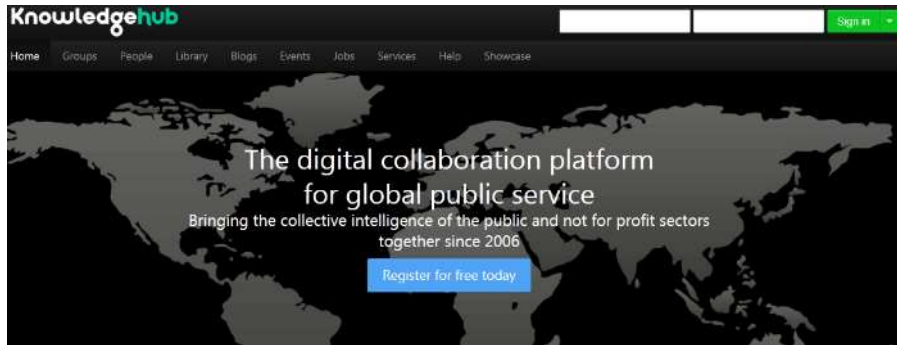 Knowledgehub
Sign in
Home Groups People Library Blogs Events Jobs Services Help Showcase
The digital collaboration platform
for global public service
Bringing the collective intelligence of the public and not for profit sectors
together since 2006
Register for free today